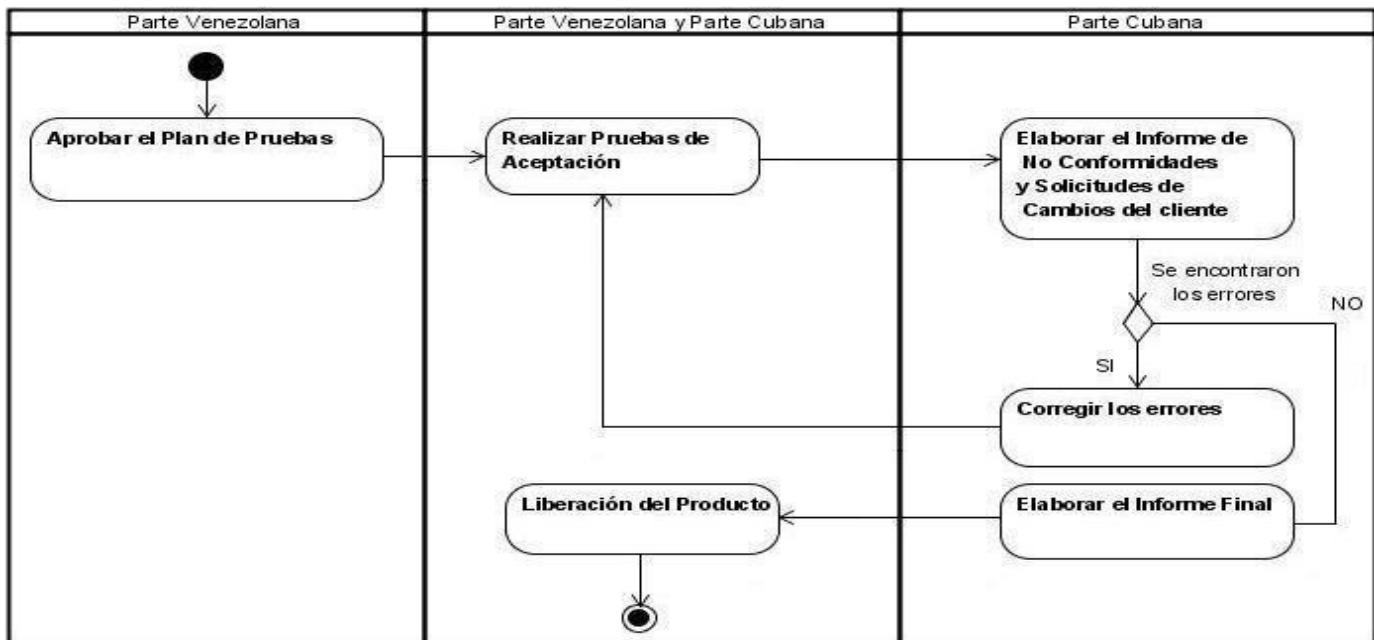 Parte Venezolana
Parte Venezolana y Parte Cubana
Parte Cubana
Aprobar el Plan de Pruebas
Realizar Pruebas de
Aceptación
Elaborar el Informe de
No Conformidades
y Solicitudes de
Cambios del cliente
Se encontraron
los errores
NO
SI
Corregir los errores
Liberación del Producto
Elaborar el Informe Final